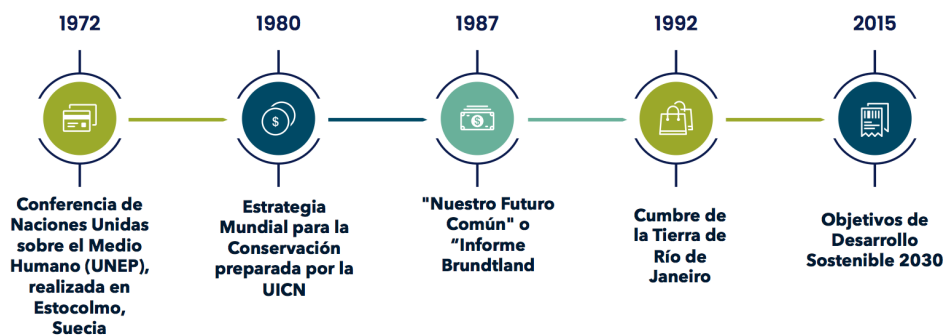 1972
1980
1987
1992
2015
Conferencia de
Naciones Unidas
sobre el Medio
Humano (UNEP),
realizada en
Estocolmo,
Suecia
Estrategia
Mundial para la
Conservación
preparada por la
UICN
"Nuestro Futuro
Común" o
“Informe
Brundtland
Cumbre de
la Tierra de
Río de
Janeiro
Objetivos de
Desarrollo
Sostenible 2030